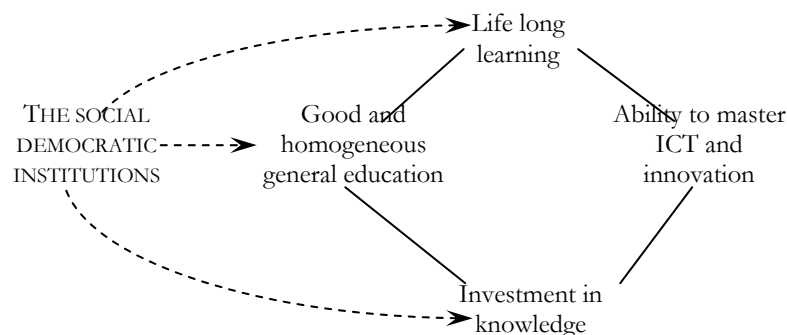 Life long
learning
THE SOCIAL
DEMOCRATIC
INSTITUTIONS
Good and
homogeneous
general education
Ability to master
ICT and
innovation
Investment in
knowledge